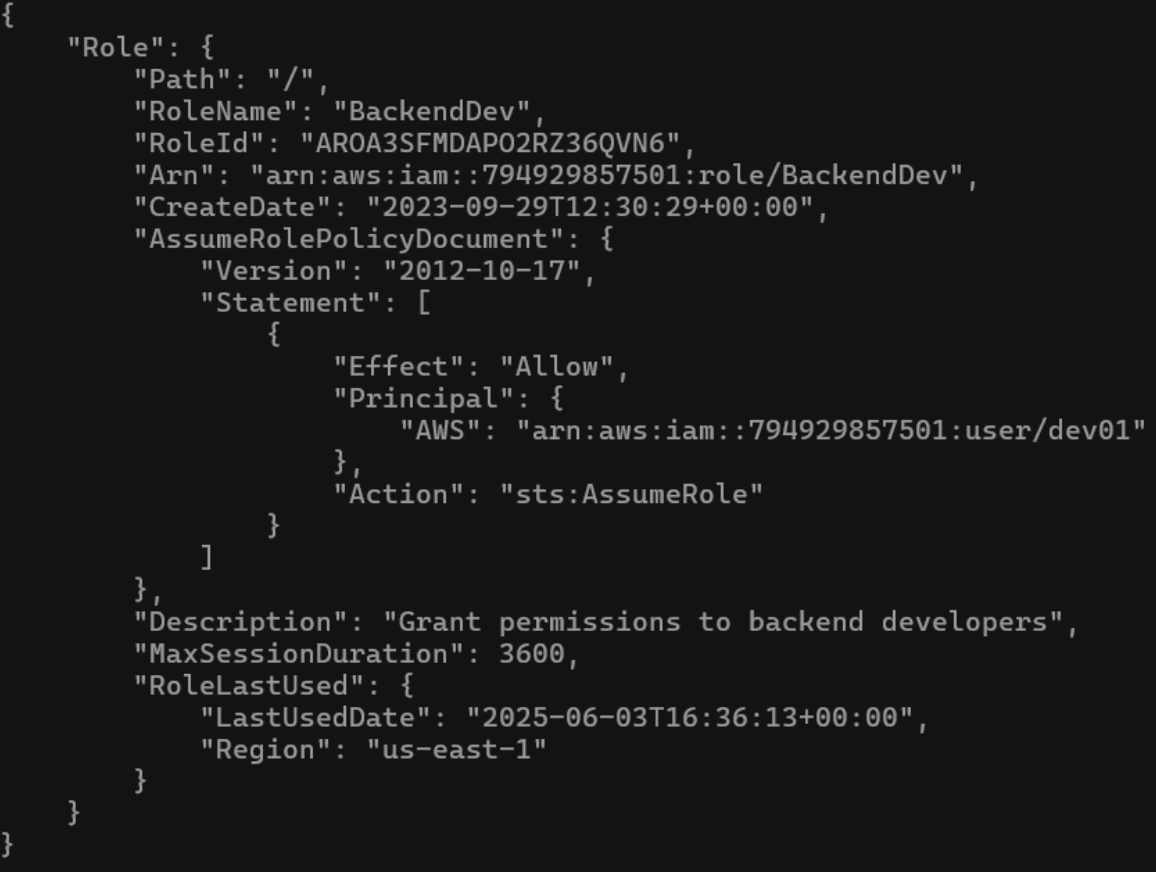 {
    "Role": {
        "Path": "/",
        "RoleName": "BackendDev",
        "RoleId": "AROA3SFMDAPO2RZ36QVN6",
        "Arn": "arn:aws:iam::794929857501:role/BackendDev",
        "CreateDate": "2023-09-29T12:30:29+00:00",
        "AssumeRolePolicyDocument": {
            "Version": "2012-10-17",
            "Statement": [
                {
                    "Effect": "Allow",
                    "Principal": {
                        "AWS": "arn:aws:iam::794929857501:user/dev01"
                    },
                    "Action": "sts:AssumeRole"
                }
            ]
        },
        "Description": "Grant permissions to backend developers",
        "MaxSessionDuration": 3600,
        "RoleLastUsed": {
            "LastUsedDate": "2025-06-03T16:36:13+00:00",
            "Region": "us-east-1"
        }
    }
}